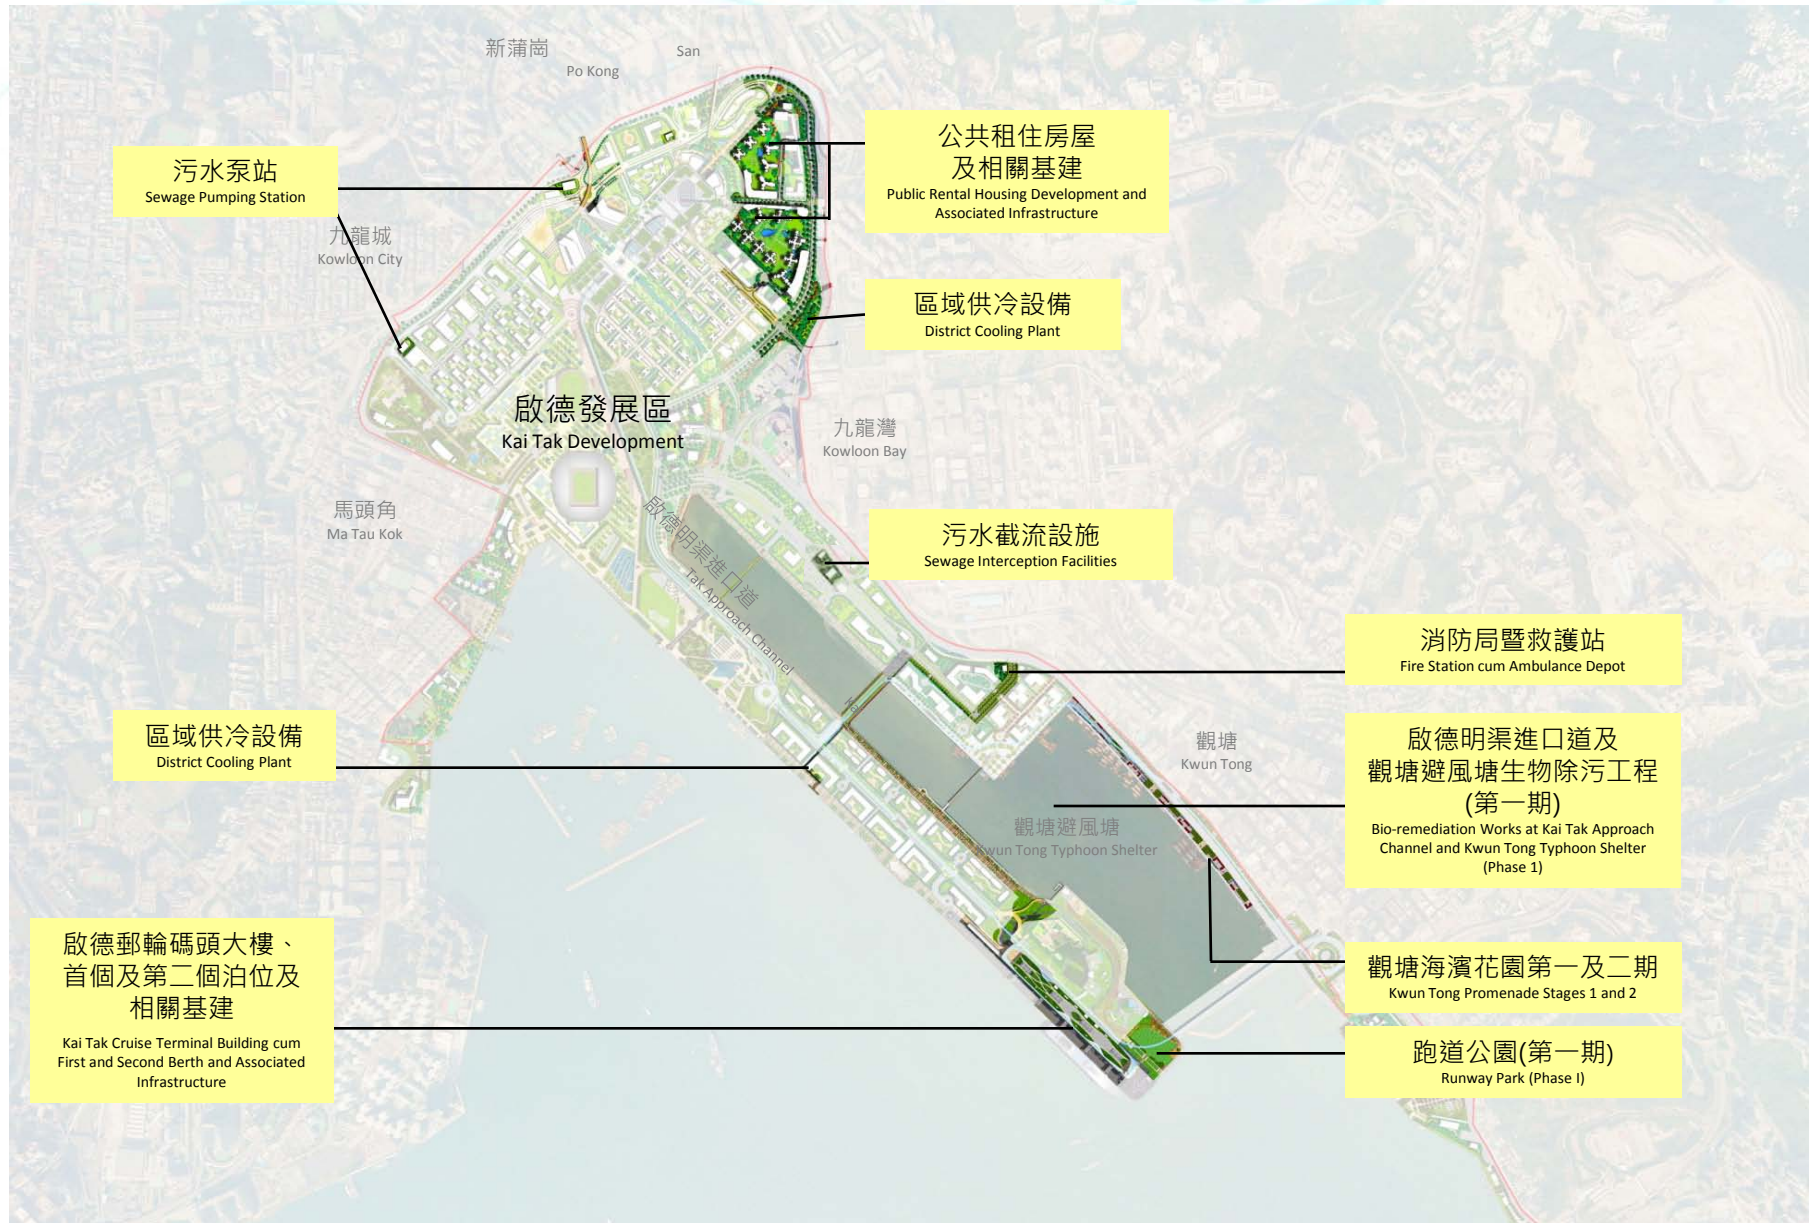 新蒲崗
San
Po Kong
公共租住房屋
及相關基建
Public Rental Housing Development and
Associated Infrastructure
污水泵站
Sewage Pumping Station
九龍城
Kowloon City
區域供冷設備
District Cooling Plant
啟德發展區
Kai Tak Development
九龍灣
Kowloon Bay
馬頭角
Ma Tau Kok
啟德明渠進口道
Kai
Tak Approach Channel
污水截流設施
Sewage Interception Facilities
消防局暨救護站
Fire Station cum Ambulance Depot
區域供冷設備
District Cooling Plant
觀塘
Kwun Tong
啟德明渠進口道及
觀塘避風塘生物除污工程
(第一期)
Bio-remediation Works at Kai Tak Approach
Channel and Kwun Tong Typhoon Shelter
(Phase 1)
觀塘避風塘
Kwun Tong Typhoon Shelter
啟德郵輪碼頭大樓、
首個及第二個泊位及
相關基建
Kai Tak Cruise Terminal Building cum
First and Second Berth and Associated
Infrastructure
觀塘海濱花園第一及二期
Kwun Tong Promenade Stages 1 and 2
跑道公園(第一期)
Runway Park (Phase I)